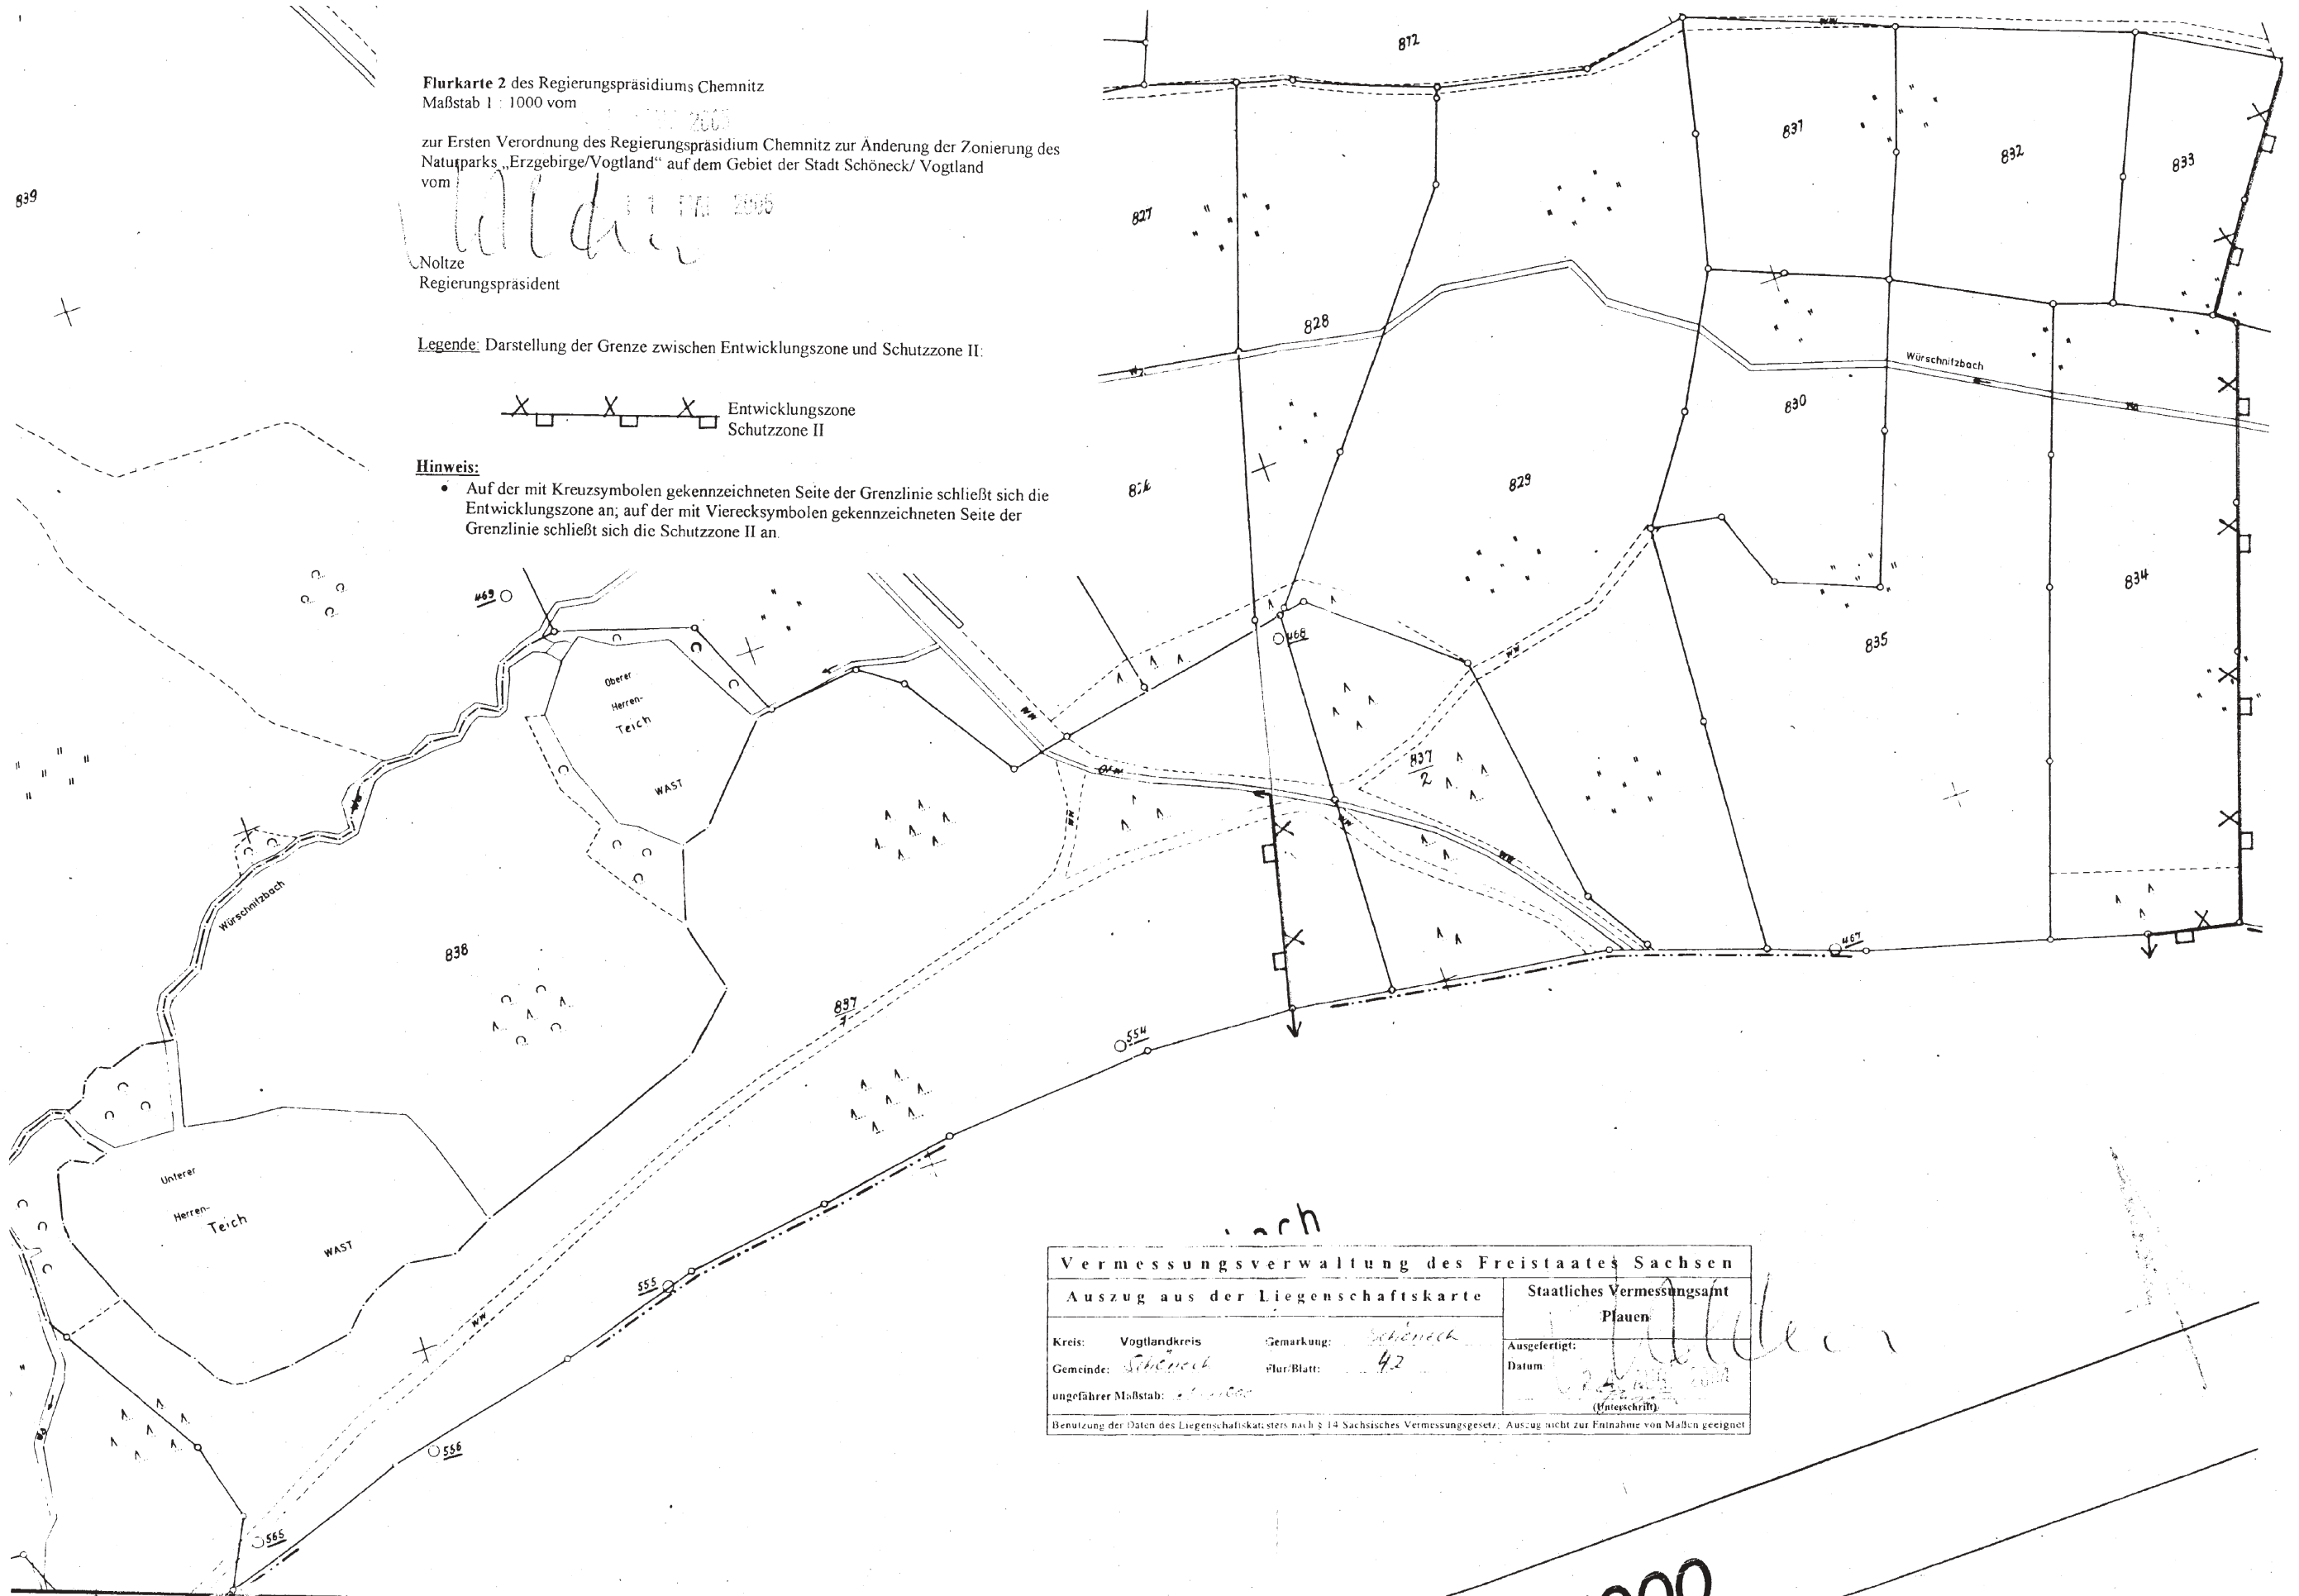 Flurkarte 2 des Regierungspräsidiums Chemnitz
Maßstab 1 : 1000 vom
zur Ersten Verordnung des Regierungspräsidium Chemnitz zur Änderung der Zonierung des
Naturparks „Erzgebirge/Vogtland“ auf dem Gebiet der Stadt Schöneck/ Vogtland
vom
2006
Noltze
Regierungspräsident
Legende: Darstellung der Grenze zwischen Entwicklungszone und Schutzzone II:
Entwicklungszone
Schutzzone II
Hinweis:
• Auf der mit Kreuzsymbolen gekennzeichneten Seite der Grenzlinie schließt sich die
Entwicklungszone an; auf der mit Vierecksymbolen gekennzeichneten Seite der
Grenzlinie schließt sich die Schutzzone II an.
839
872
827
828
831
832
833
829
830
Würschnitzbach
834
835
469
468
467
Oberer
Herren-
Teich
WAST
837
2
Würschnitzbach
838
837
1
554
555
556
565
Unterer
Herren-
Teich
WAST
Vermessungsverwaltung des Freistaates Sachsen
Auszug aus der Liegenschaftskarte
Staatliches Vermessungsamt
Plauen
Kreis: Vogtlandkreis Gemarkung: Schöneck
Gemeinde: Schöneck Flur/Blatt: 42
ungefährer Maßstab:
Ausgefertigt:
Datum
(Unterschrift)
Benutzung der Daten des Liegenschaftskatasters nach § 14 Sächsisches Vermessungsgesetz; Auszug nicht zur Entnahme von Maßen geeignet